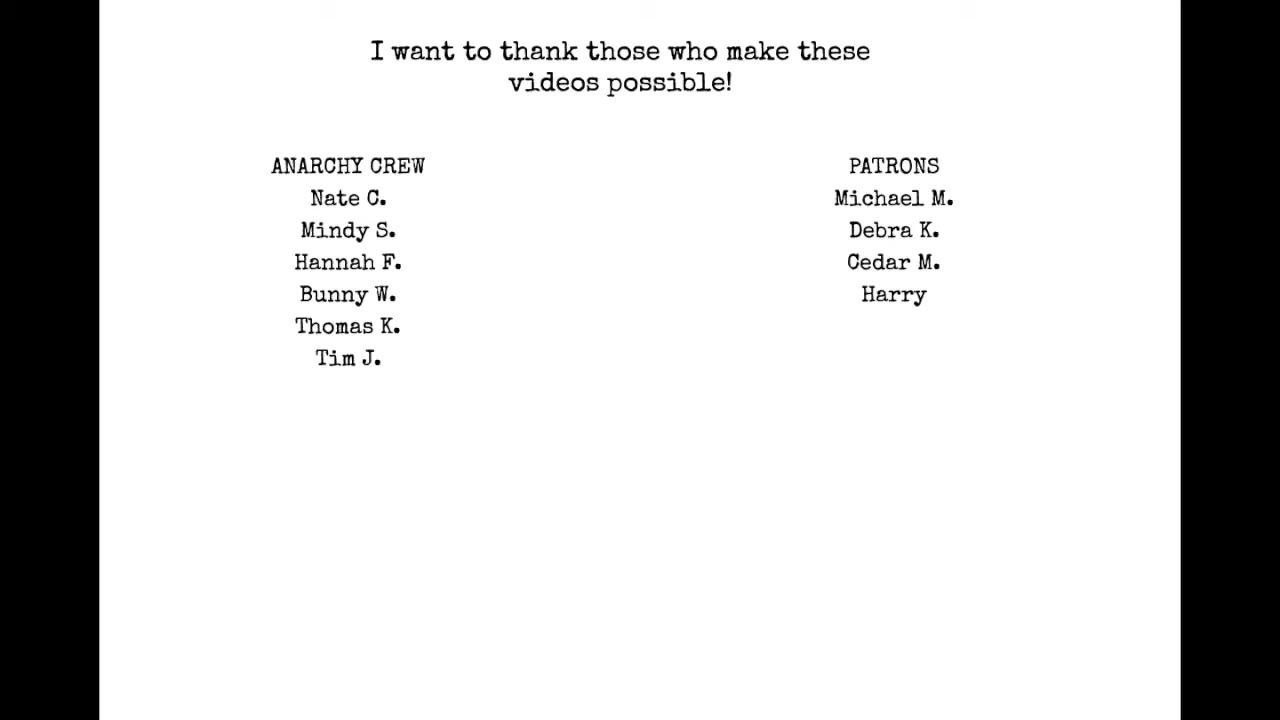 I want to thank those who make these
videos possible!
ANARCHY CREW
Nate C.
Mindy S.
Hannah F.
Bunny W.
Thomas K.
Tim J.
PATRONS
Michael M.
Debra K.
Cedar M.
Harry